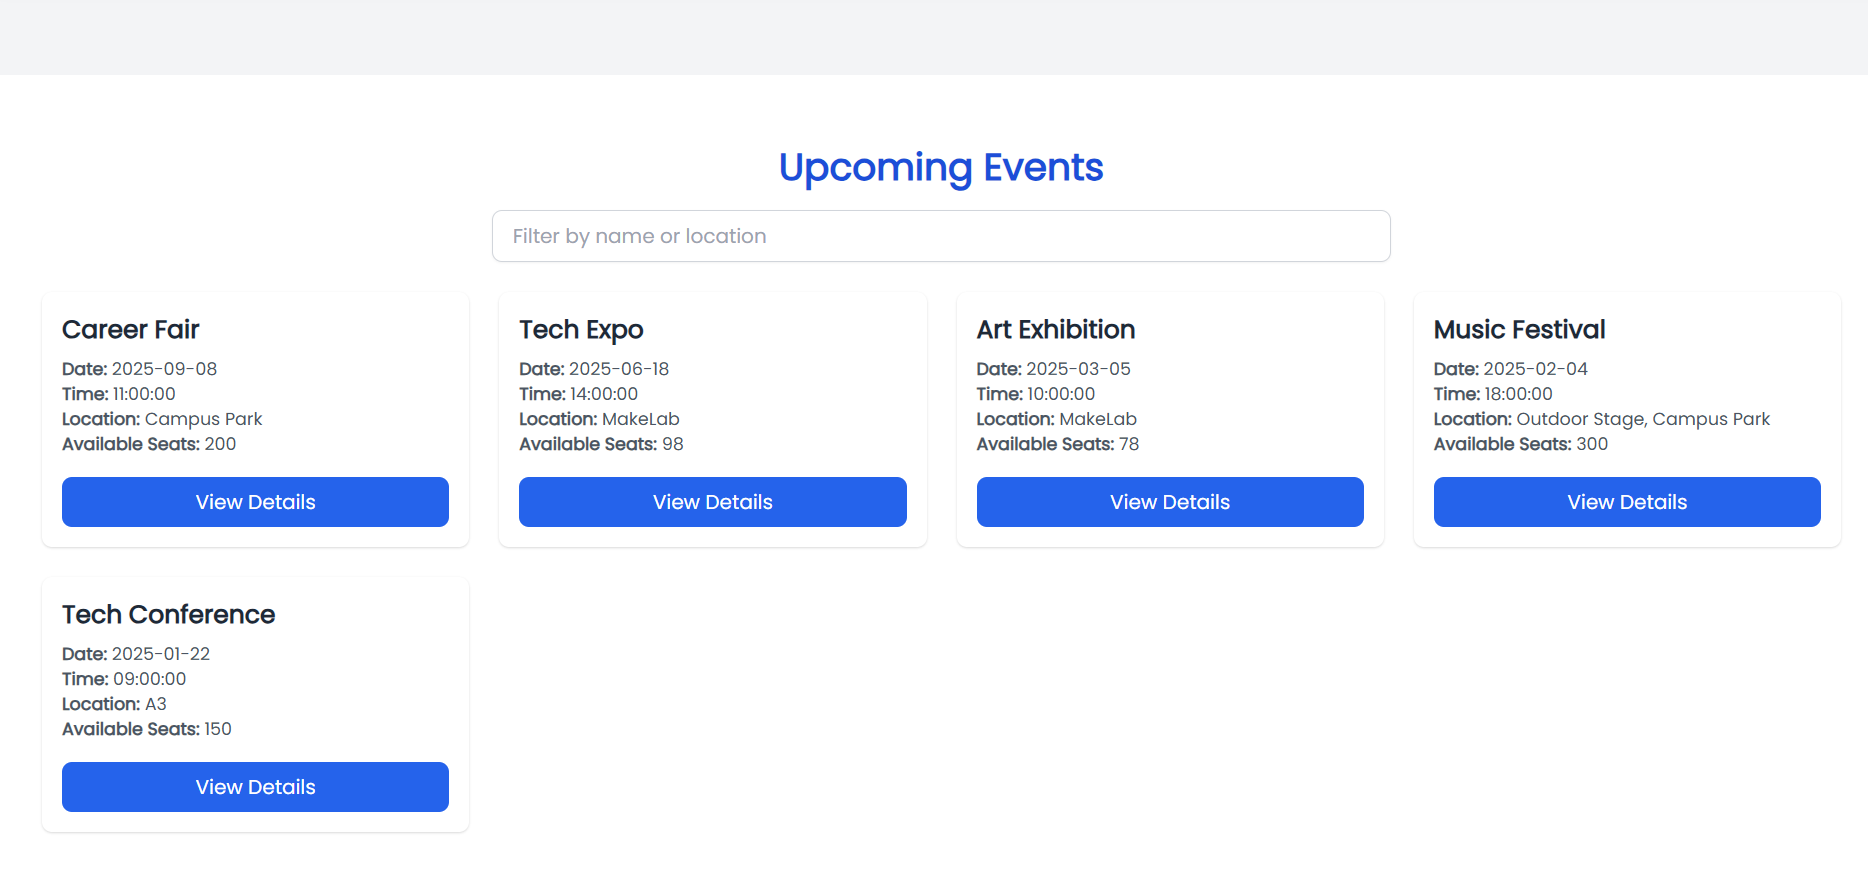 Upcoming Events
Filter by name or location
Career Fair
Date: 2025-09-08
Time: 11:00:00
Location: Campus Park
Available Seats: 200
View Details
Tech Expo
Date: 2025-06-18
Time: 14:00:00
Location: MakeLab
Available Seats: 98
View Details
Art Exhibition
Date: 2025-03-05
Time: 10:00:00
Location: MakeLab
Available Seats: 78
View Details
Music Festival
Date: 2025-02-04
Time: 18:00:00
Location: Outdoor Stage, Campus Park
Available Seats: 300
View Details
Tech Conference
Date: 2025-01-22
Time: 09:00:00
Location: A3
Available Seats: 150
View Details